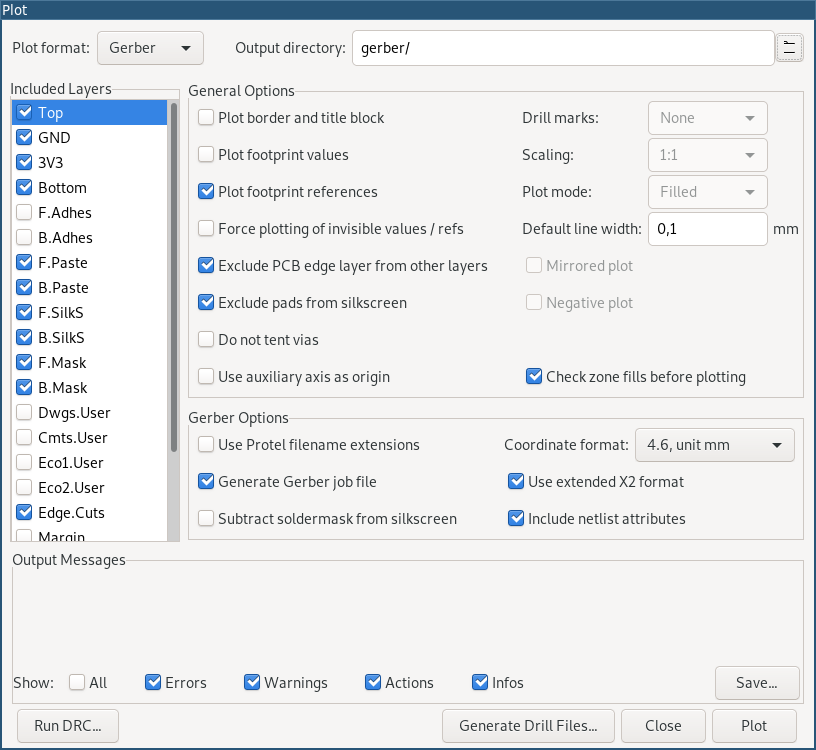 Plot
Plot format: Gerber Output directory: gerber/
Included Layers
Top
GND
3V3
Bottom
F.Adhes
B.Adhes
F.Paste
B.Paste
F.SilkS
B.SilkS
F.Mask
B.Mask
Dwgs.User
Cmts.User
Eco1.User
Eco2.User
Edge.Cuts
Margin
General Options
Plot border and title block Drill marks: None
Plot footprint values Scaling: 1:1
Plot footprint references Plot mode: Filled
Force plotting of invisible values / refs Default line width: 0,1 mm
Exclude PCB edge layer from other layers Mirrored plot
Exclude pads from silkscreen Negative plot
Do not tent vias
Use auxiliary axis as origin Check zone fills before plotting
Gerber Options
Use Protel filename extensions Coordinate format: 4.6, unit mm
Generate Gerber job file Use extended X2 format
Subtract soldermask from silkscreen Include netlist attributes
Output Messages
Show: All Errors Warnings Actions Infos Save...
Run DRC... Generate Drill Files... Close Plot